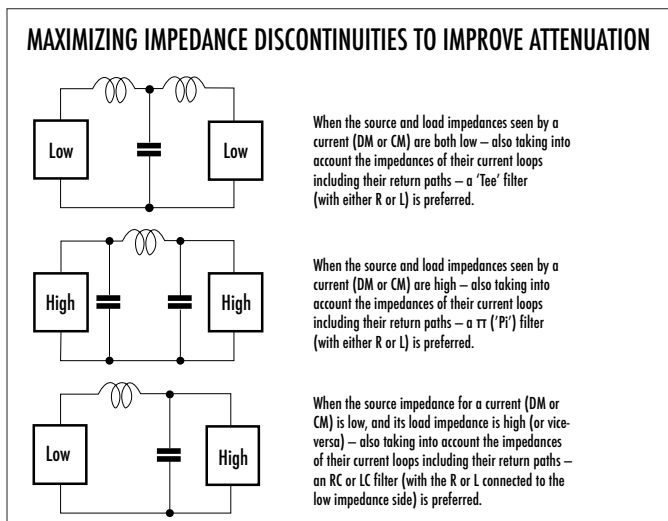 MAXIMIZING IMPEDANCE DISCONTINUITIES TO IMPROVE ATTENUATION
Low
Low
When the source and load impedances seen by a
current (DM or CM) are both low – also taking into
account the impedances of their current loops
including their return paths – a ‘Tee’ filter
(with either R or L) is preferred.
High
High
When the source and load impedances seen by a
current (DM or CM) are high – also taking into
account the impedances of their current loops
including their return paths – a π (‘Pi’) filter
(with either R or L) is preferred.
Low
High
When the source impedance for a current (DM or
CM) is low, and its load impedance is high (or vice-
versa) – also taking into account the impedances
of their current loops including their return paths –
an RC or LC filter (with the R or L connected to the
low impedance side) is preferred.